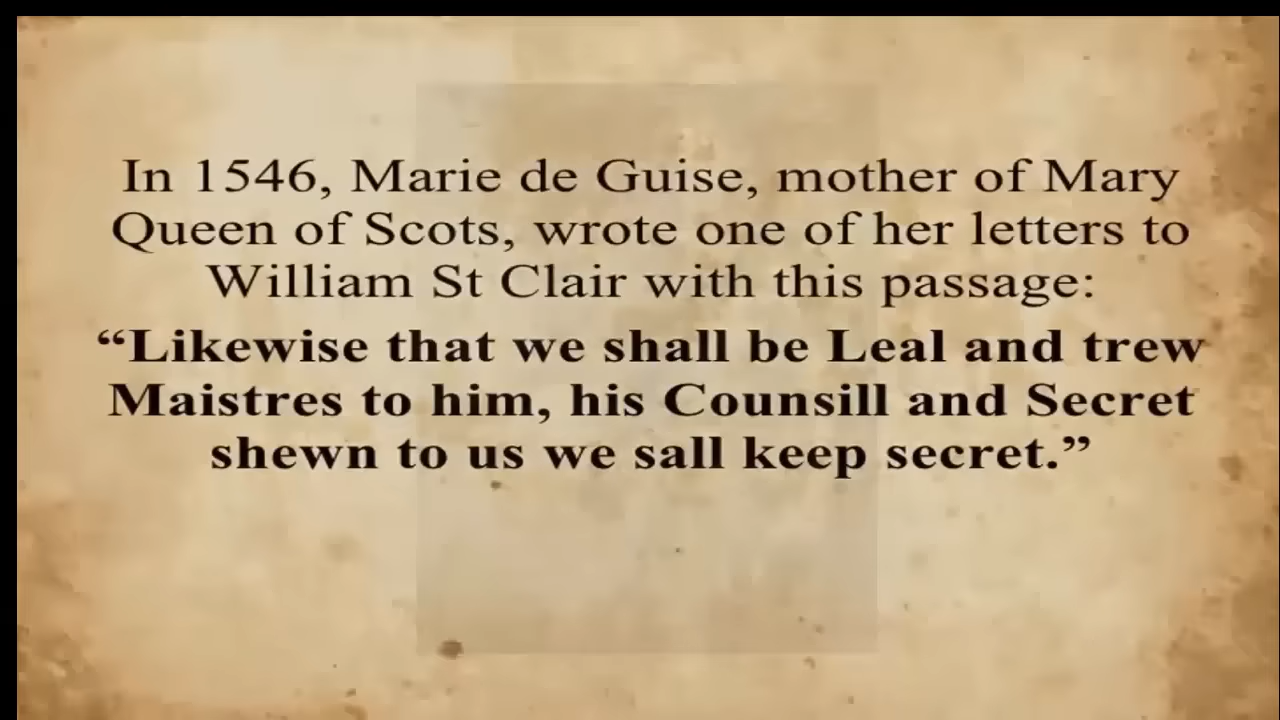 In 1546, Marie de Guise, mother of Mary
Queen of Scots, wrote one of her letters to
William St Clair with this passage:
“Likewise that we shall be Leal and trew
Maistres to him, his Counsill and Secret
shewn to us we sall keep secret.”